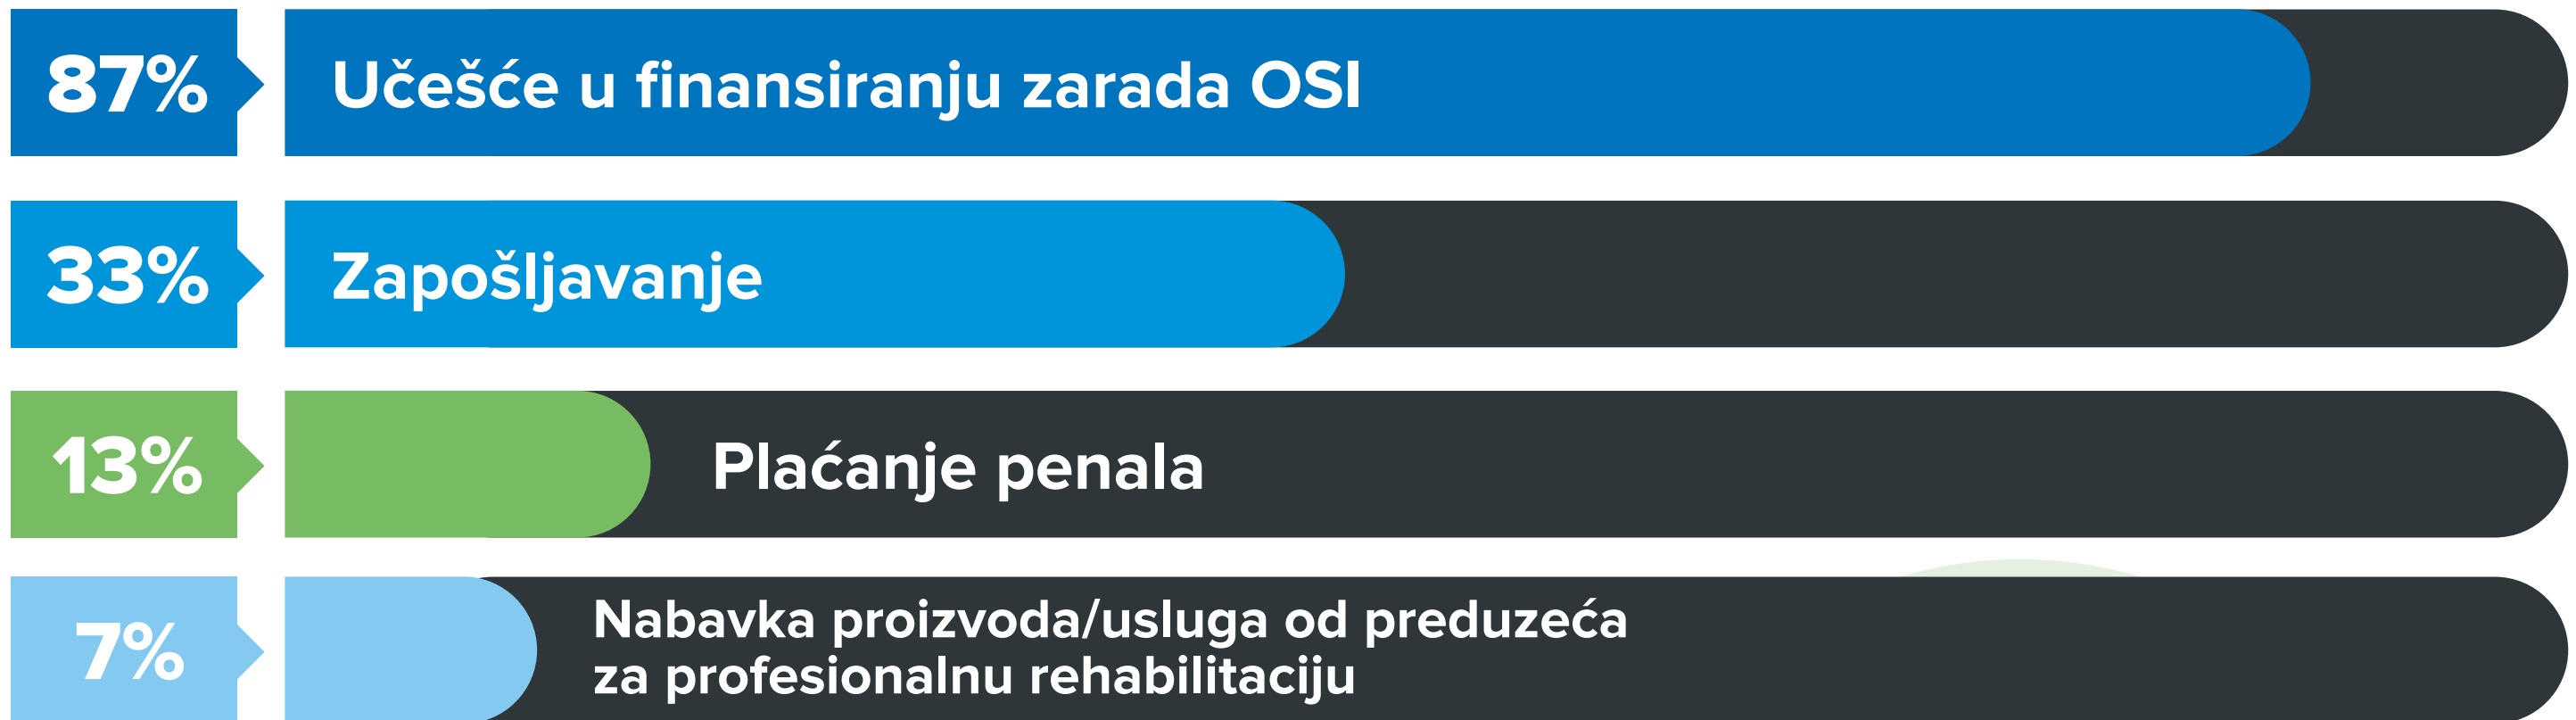 87%
Učešće u finansiranju zarada OSI
33%
Zapošljavanje
13%
Plaćanje penala
7%
Nabavka proizvoda/usluga od preduzeća
za profesionalnu rehabilitaciju